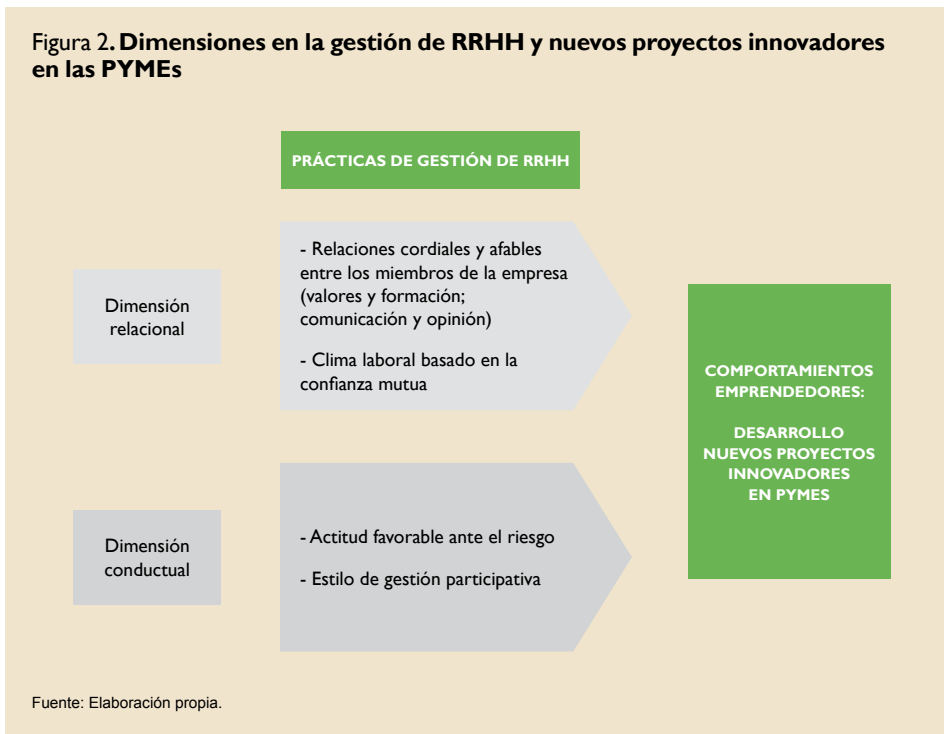 Figura 2. Dimensiones en la gestión de RRHH y nuevos proyectos innovadores
en las PYMEs
PRÁCTICAS DE GESTIÓN DE RRHH
Dimensión
relacional
- Relaciones cordiales y afables
entre los miembros de la empresa
(valores y formación;
comunicación y opinión)
- Clima laboral basado en la
confianza mutua
Dimensión
conductual
- Actitud favorable ante el riesgo
- Estilo de gestión participativa
COMPORTAMIENTOS
EMPRENDEDORES:
DESARROLLO
NUEVOS PROYECTOS
INNOVADORES
EN PYMES
Fuente: Elaboración propia.